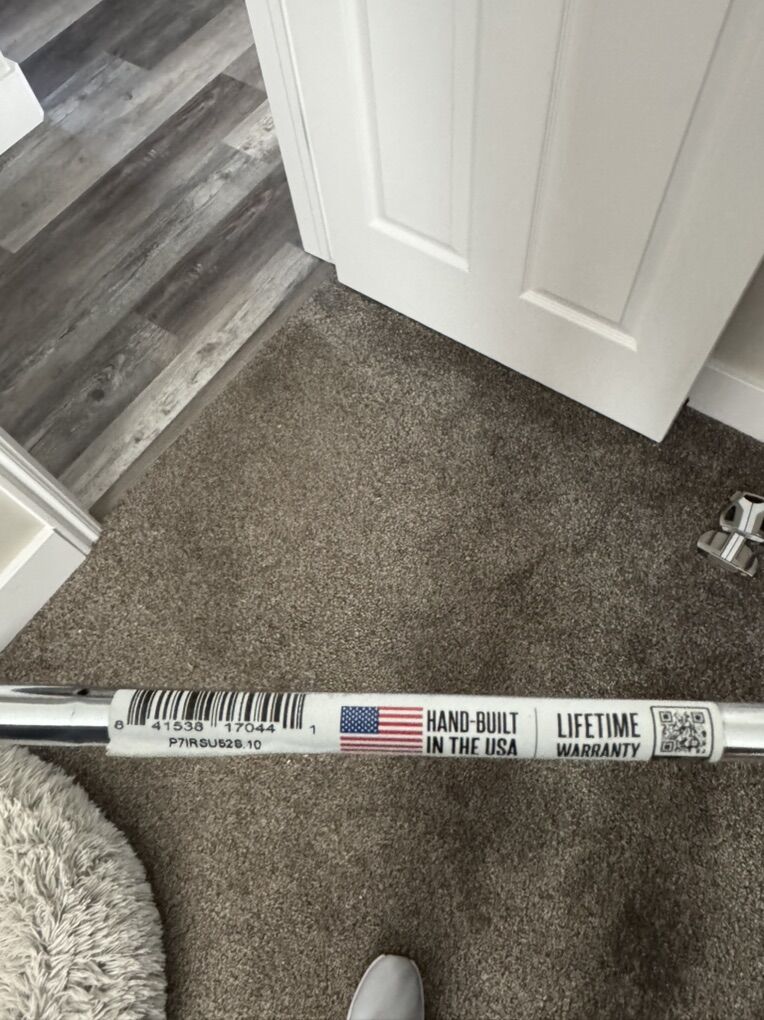 8 41538 17044 1
P7IRSU52S.10
HAND-BUILT
IN THE USA
LIFETIME
WARRANTY